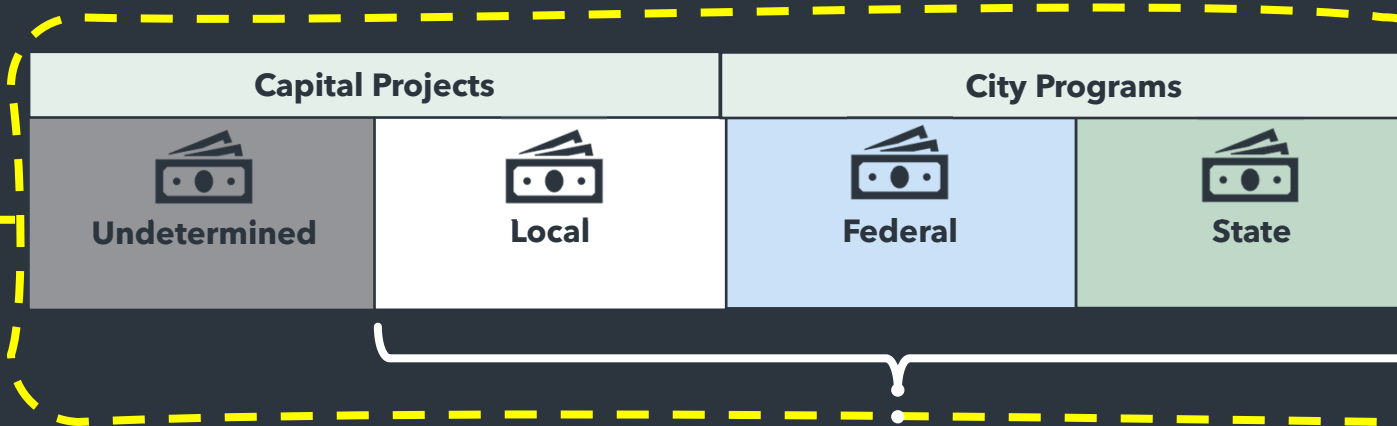 Capital Projects
City Programs
Undetermined
Local
Federal
State